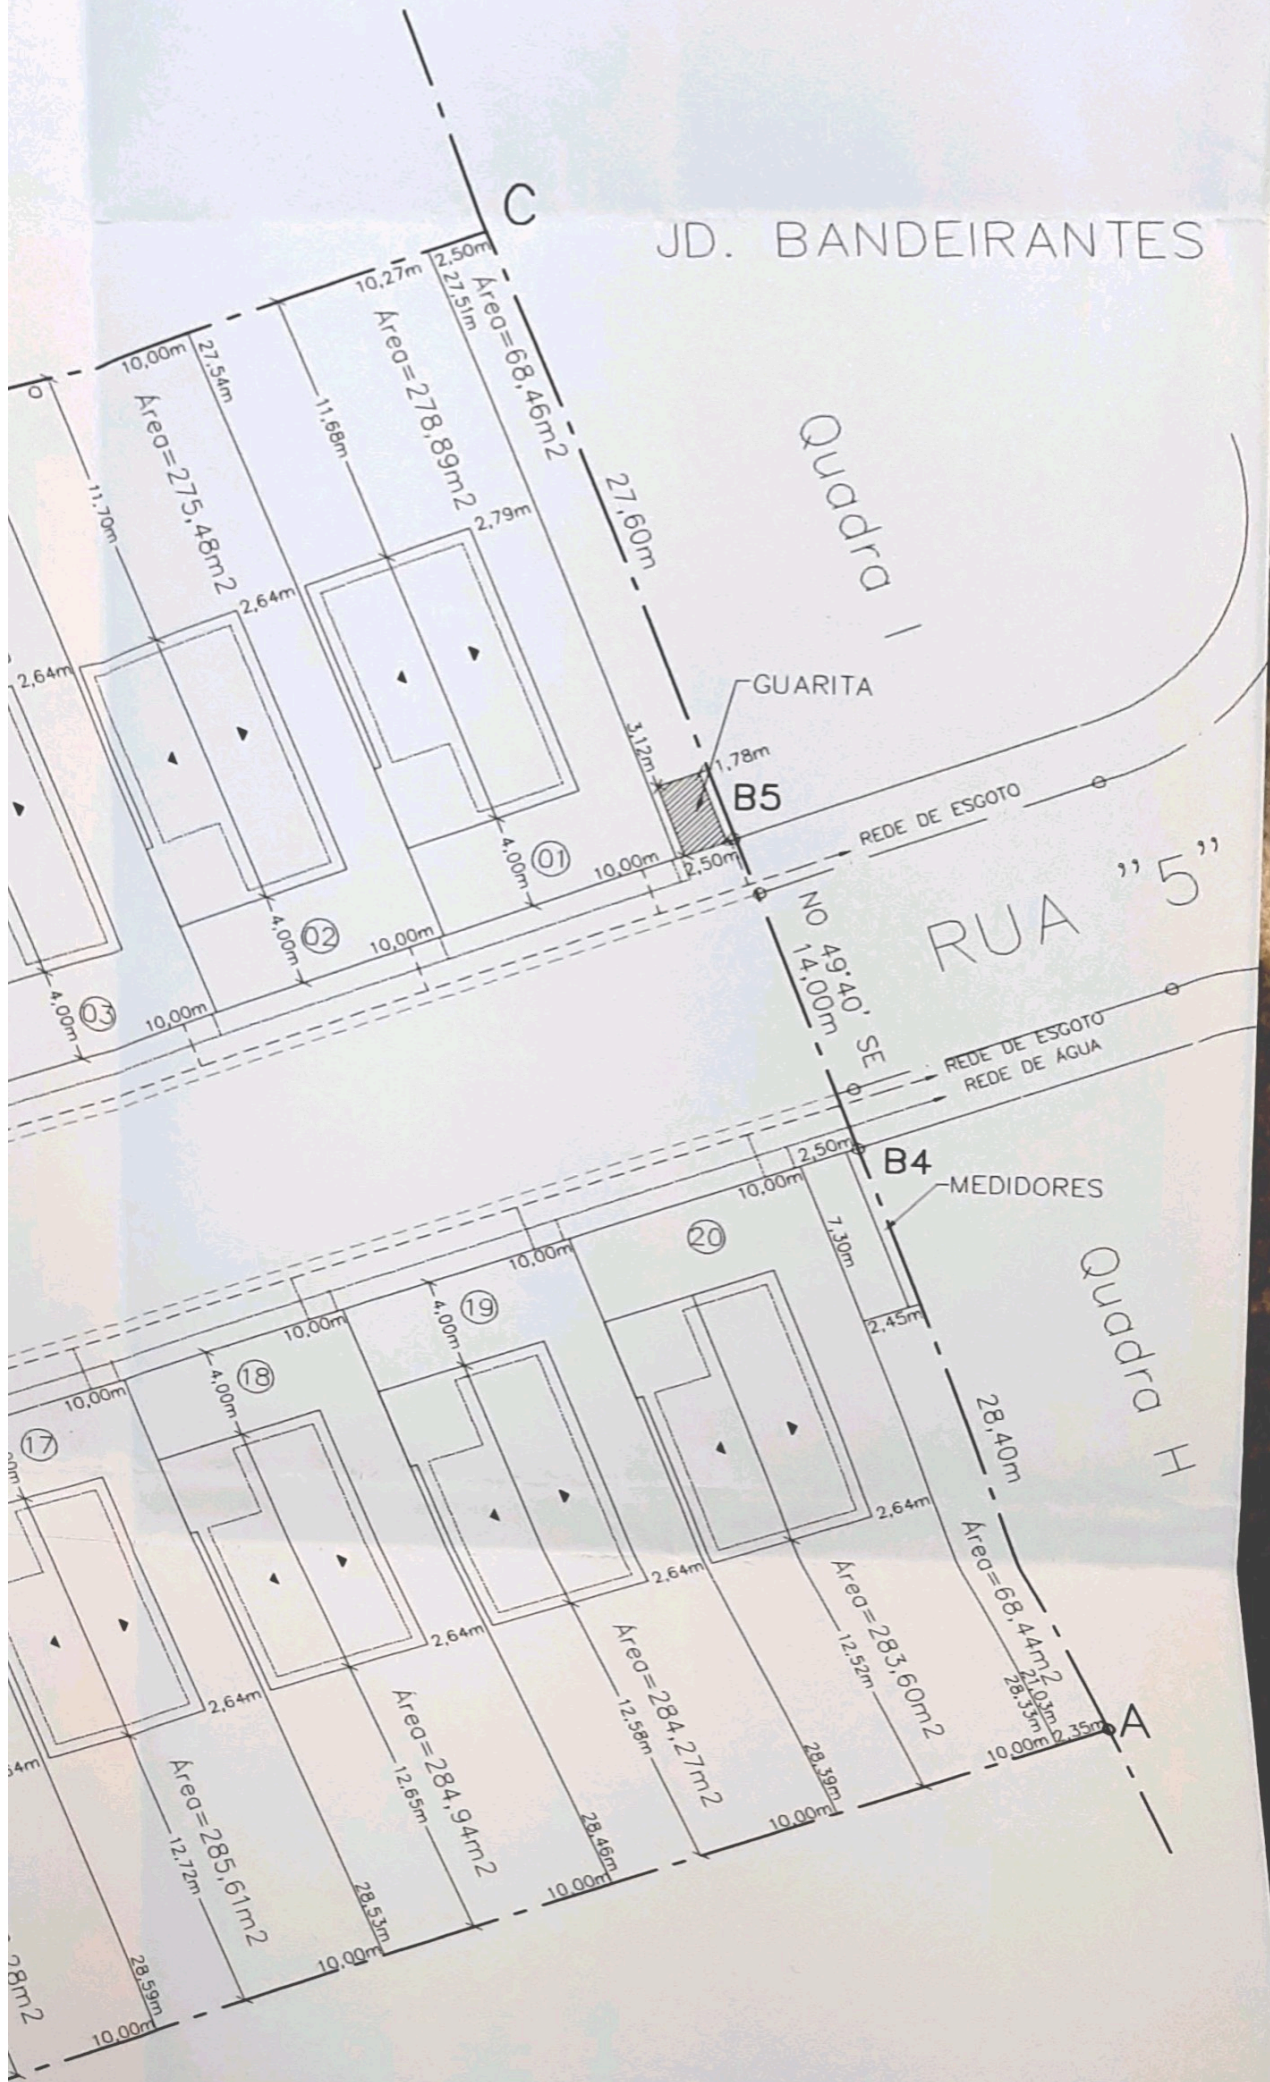 C
JD. BANDEIRANTES
2,50m
10,27m
27,51m
Área=68,46m2
10,00m
27,54m
Área=278,89m2
11,68m
Área=275,48m2
11,70m
27,60m
Quadra I
2,79m
2,64m
2,64m
GUARITA
3,12m
1,78m
B5
REDE DE ESGOTO
2,50m
10,00m
01
4,00m
RUA "5"
NO 49°40' SE
14,00m
10,00m
02
4,00m
10,00m
03
4,00m
REDE DE ESGOTO
REDE DE ÁGUA
2,50m
B4
MEDIDORES
10,00m
20
7,30m
10,00m
19
4,00m
2,45m
Quadra H
10,00m
18
4,00m
10,00m
17
28,40m
2,64m
Área=68,44m2
2,64m
Área=283,60m2
12,52m
21,03m
28,33m
2,64m
Área=284,27m2
12,58m
2,35m
A
10,00m
2,64m
Área=284,94m2
12,65m
28,39m
10,00m
Área=285,61m2
12,72m
28,46m
10,00m
28,53m
10,00m
28,59m
10,00m
28m2